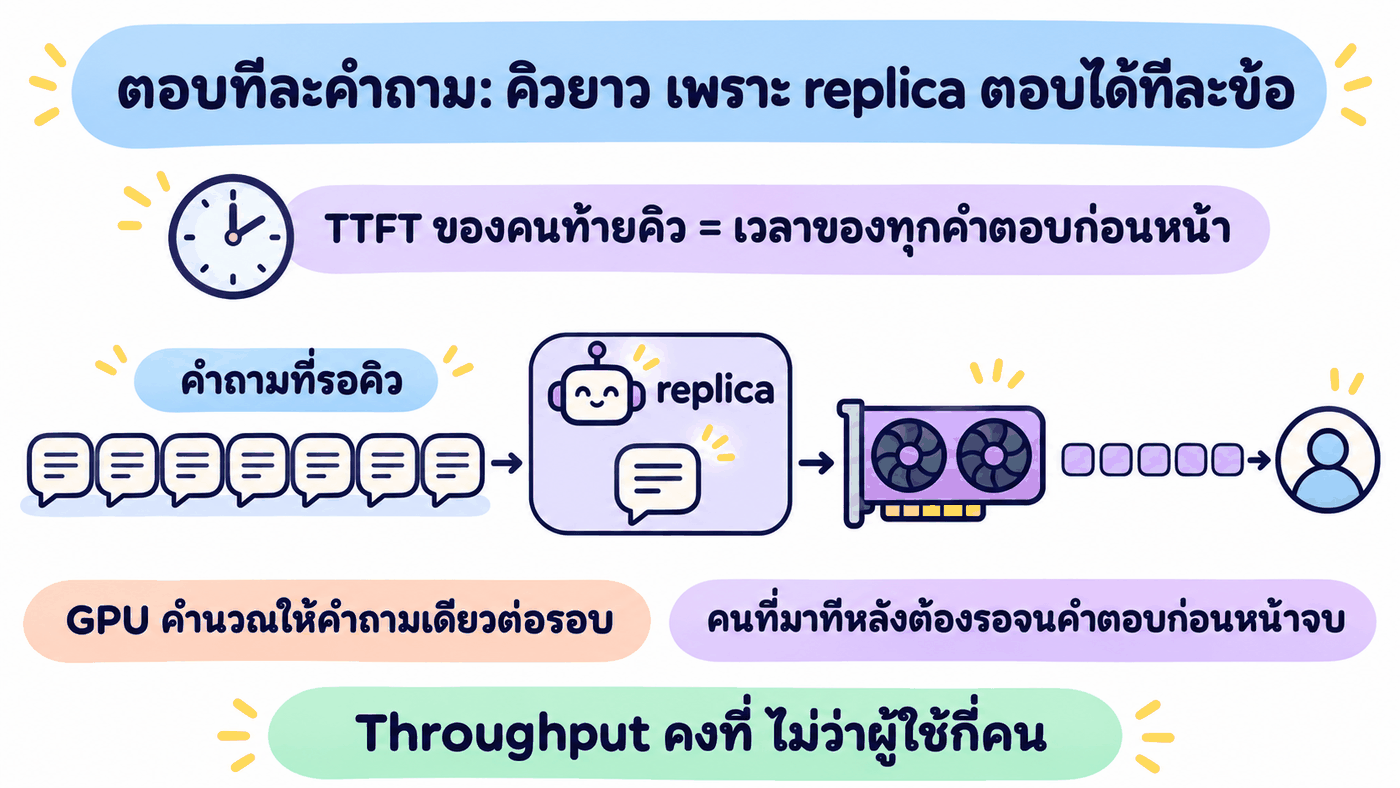 ตอบทีละคำถาม: คิวยาว เพราะ replica ตอบได้ทีละข้อ
TTFT ของคนท้ายคิว = เวลาของทุกคำตอบก่อนหน้า
คำถามที่รอคิว
replica
GPU คำนวณให้คำถามเดียวต่อรอบ
คนที่มาทีหลังต้องรอจนคำตอบก่อนหน้าจบ
Throughput คงที่ ไม่ว่าผู้ใช้กี่คน